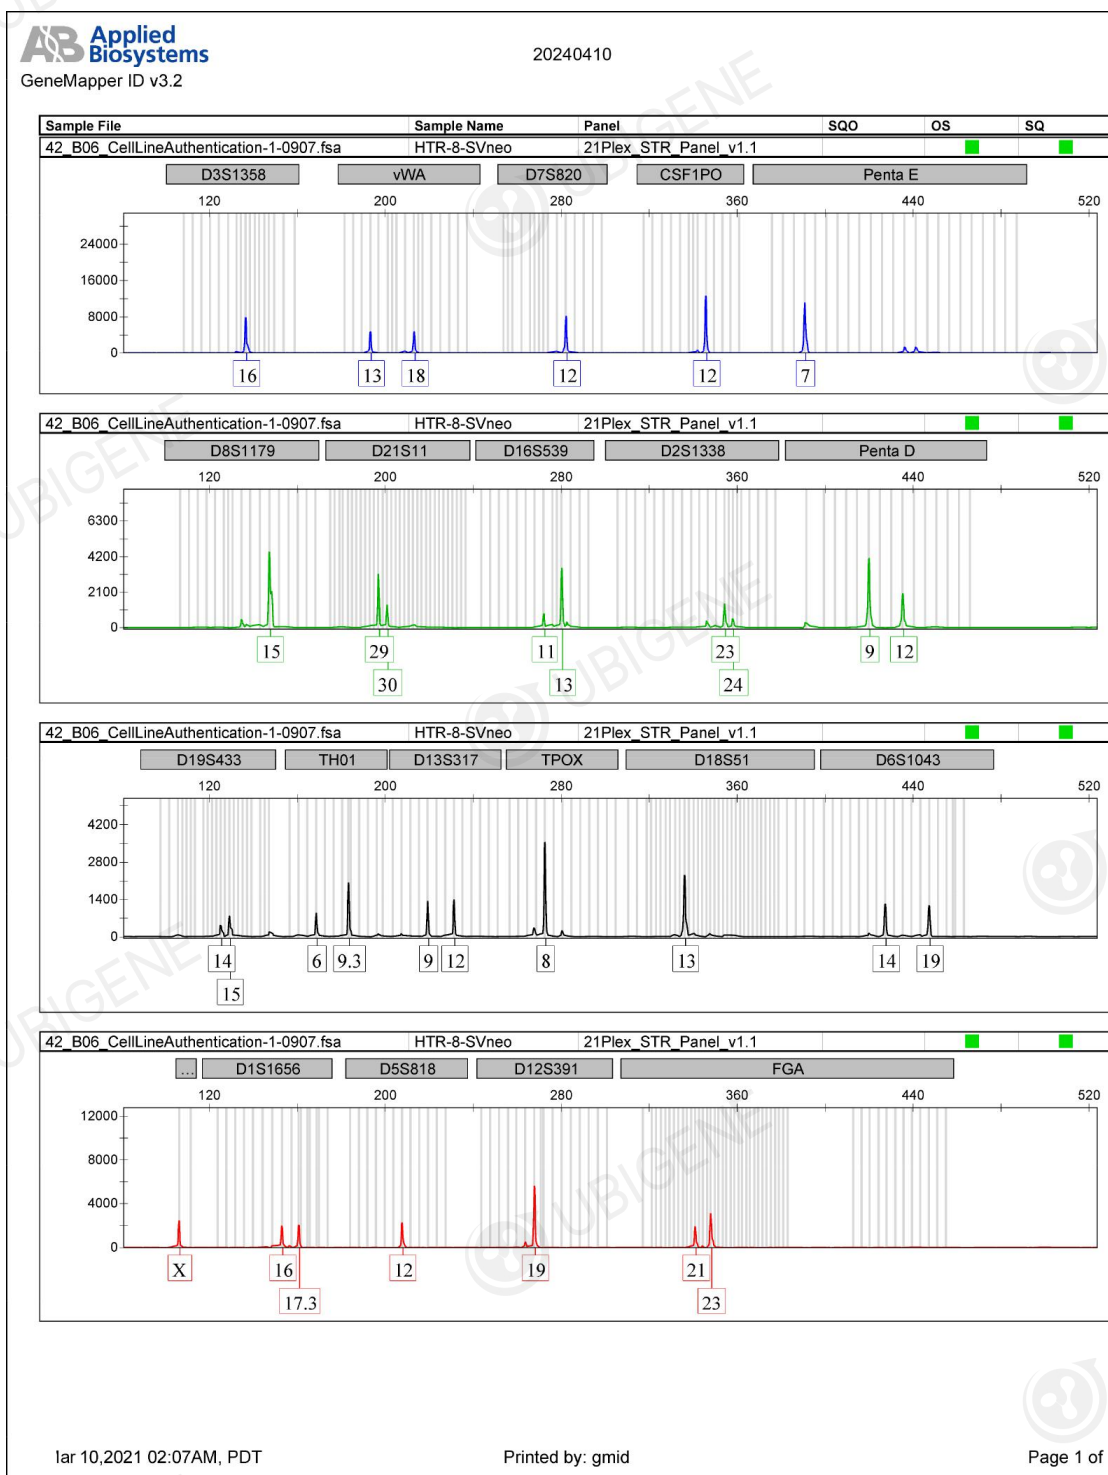 AB Applied Biosystems
20240410
GeneMapper ID v3.2
Sample File Sample Name Panel SQO OS SQ
42_B06_CellLineAuthentication-1-0907.fsa HTR-8-SVneo 21Plex_STR_Panel_v1.1
D3S1358 vWA D7S820 CSF1PO Penta E
120 200 280 360 440 520
24000
16000
8000
0
16 13 18 12 12 7
42_B06_CellLineAuthentication-1-0907.fsa HTR-8-SVneo 21Plex_STR_Panel_v1.1
D8S1179 D21S11 D16S539 D2S1338 Penta D
120 200 280 360 440 520
6300
4200
2100
0
15 29 11 23 9 12
30 13 24
42_B06_CellLineAuthentication-1-0907.fsa HTR-8-SVneo 21Plex_STR_Panel_v1.1
D19S433 TH01 D13S317 TPOX D18S51 D6S1043
120 200 280 360 440 520
4200
2800
1400
0
14 6 9.3 9 12 8 13 14 19
15
42_B06_CellLineAuthentication-1-0907.fsa HTR-8-SVneo 21Plex_STR_Panel_v1.1
... D1S1656 D5S818 D12S391 FGA
120 200 280 360 440 520
12000
8000
4000
0
X 16 12 19 21
17.3 23
lar 10,2021 02:07AM, PDT Printed by: gmid Page 1 of
UBIGENE
UBIGENE
UBIGENE
UBIGENE
UBIGENE